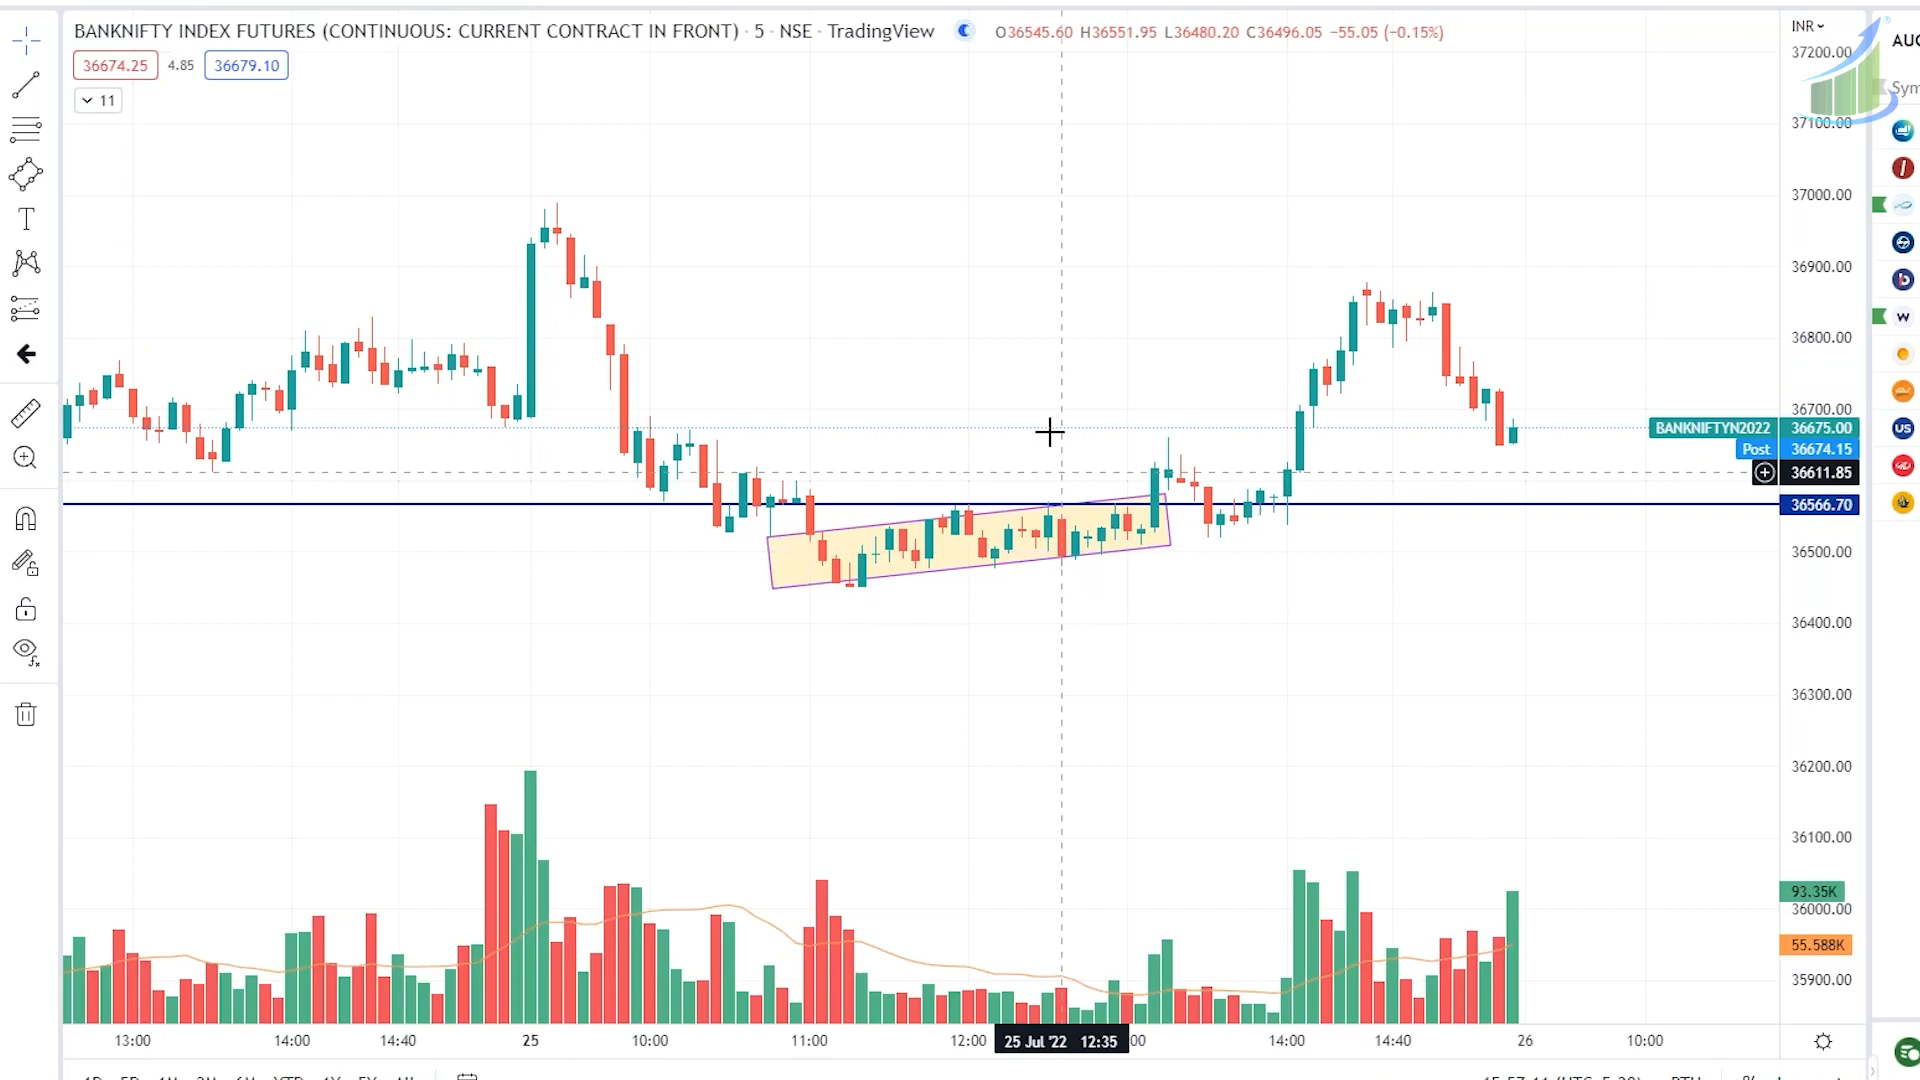 BANKNIFTY INDEX FUTURES (CONTINUOUS: CURRENT CONTRACT IN FRONT) · 5 · NSE · TradingView
O36545.60 H36551.95 L36480.20 C36496.05 −55.05 (−0.15%)
INR
36674.25 4.85 36679.10
11
37200.00
37100.00
37000.00
36900.00
36800.00
36700.00
BANKNIFTYN2022 36675.00
Post 36674.15
36611.85
36566.70
36500.00
36400.00
36300.00
36200.00
36100.00
93.35K
36000.00
55.588K
35900.00
13:00 14:00 14:40 25 10:00 11:00 12:00 25 Jul '22 12:35 14:00 14:40 26 10:00
T
W
US